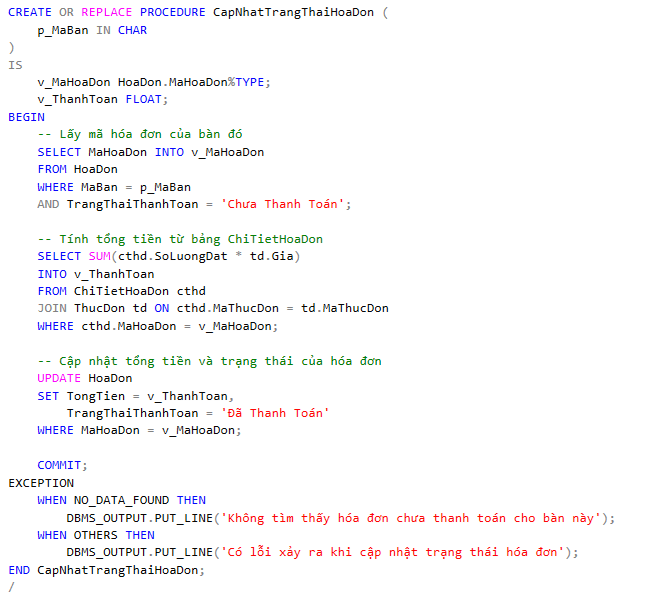 CREATE OR REPLACE PROCEDURE CapNhatTrangThaiHoaDon (
    p_MaBan IN CHAR
)
IS
    v_MaHoaDon HoaDon.MaHoaDon%TYPE;
    v_ThanhToan FLOAT;
BEGIN
    -- Lấy mã hóa đơn của bàn đó
    SELECT MaHoaDon INTO v_MaHoaDon
    FROM HoaDon
    WHERE MaBan = p_MaBan
    AND TrangThaiThanhToan = 'Chưa Thanh Toán';

    -- Tính tổng tiền từ bảng ChiTietHoaDon
    SELECT SUM(cthd.SoLuongDat * td.Gia)
    INTO v_ThanhToan
    FROM ChiTietHoaDon cthd
    JOIN ThucDon td ON cthd.MaThucDon = td.MaThucDon
    WHERE cthd.MaHoaDon = v_MaHoaDon;

    -- Cập nhật tổng tiền và trạng thái của hóa đơn
    UPDATE HoaDon
    SET TongTien = v_ThanhToan,
        TrangThaiThanhToan = 'Đã Thanh Toán'
    WHERE MaHoaDon = v_MaHoaDon;

    COMMIT;
EXCEPTION
    WHEN NO_DATA_FOUND THEN
        DBMS_OUTPUT.PUT_LINE('Không tìm thấy hóa đơn chưa thanh toán cho bàn này');
    WHEN OTHERS THEN
        DBMS_OUTPUT.PUT_LINE('Có lỗi xảy ra khi cập nhật trạng thái hóa đơn');
END CapNhatTrangThaiHoaDon;
/